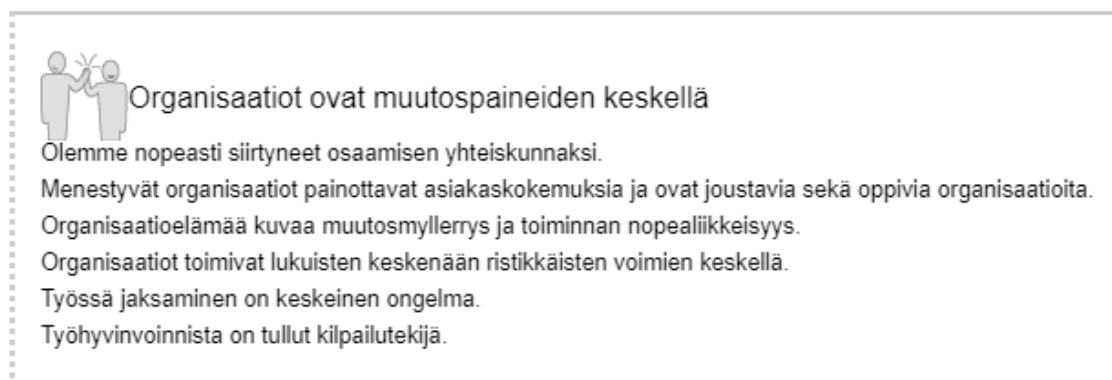 Organisaatiot ovat muutospaineiden keskellä
Olemme nopeasti siirtyneet osaamisen yhteiskunnaksi.
Menestyvät organisaatiot painottavat asiakaskokemuksia ja ovat joustavia sekä oppivia organisaatioita.
Organisaatioelämää kuvaa muutosmyllerrys ja toiminnan nopealiikkeisyys.
Organisaatiot toimivat lukuisten keskenään ristikkäisten voimien keskellä.
Työssä jaksaminen on keskeinen ongelma.
Työhyvinvoinnista on tullut kilpailutekijä.